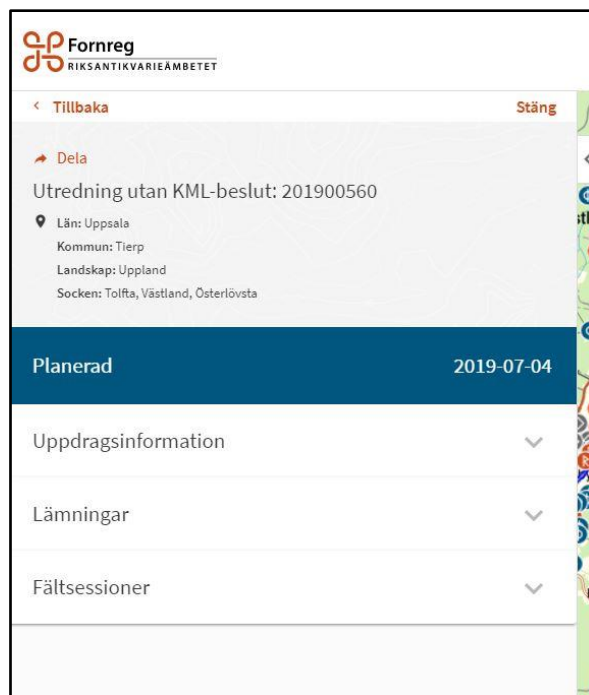 Fornreg
RIKSANTIKVARIEÄMBETET
Tillbaka
Stäng
Dela
Utredning utan KML-beslut: 201900560
Län: Uppsala
Kommun: Tierp
Landskap: Uppland
Socken: Tolfta, Västland, Österlövsta
Planerad
2019-07-04
Uppdragsinformation
Lämningar
Fältsessioner